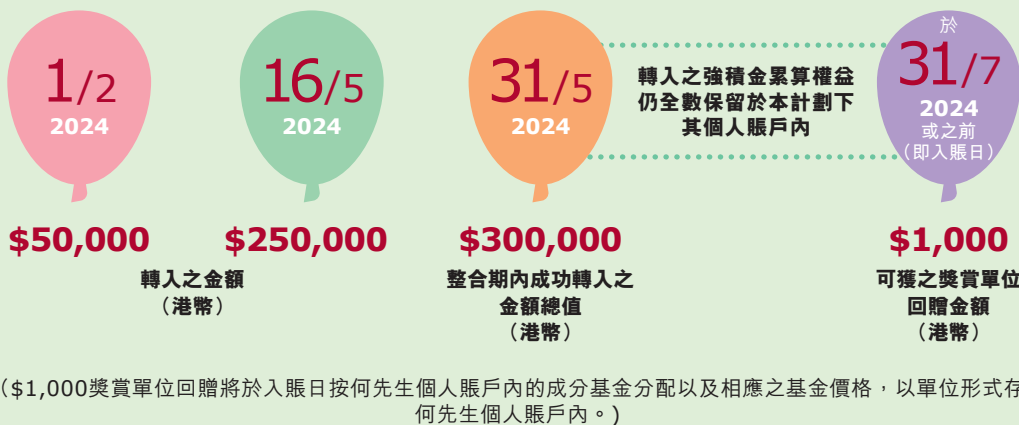 1/2
2024
16/5
2024
31/5
2024
轉入之強積金累算權益
仍全數保留於本計劃下
其個人賬戶內
於
31/7
2024
或之前
（即入賬日）
$50,000
$250,000
轉入之金額
（港幣）
$300,000
整合期內成功轉入之
金額總值
（港幣）
$1,000
可獲之獎賞單位
回贈金額
（港幣）
（$1,000獎賞單位回贈將於入賬日按何先生個人賬戶內的成分基金分配以及相應之基金價格，以單位形式存
何先生個人賬戶內。)